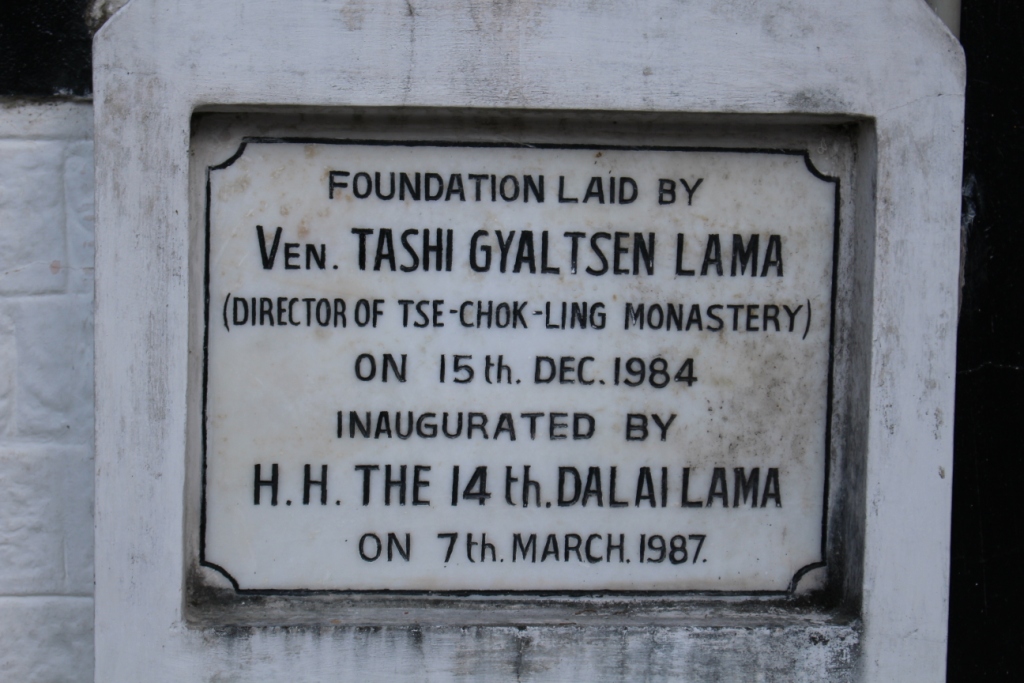 FOUNDATION LAID BY
VEN. TASHI GYALTSEN LAMA
(DIRECTOR OF TSE-CHOK-LING MONASTERY)
ON 15th. DEC. 1984
INAUGURATED BY
H.H. THE 14th. DALAI LAMA
ON 7th. MARCH. 1987.